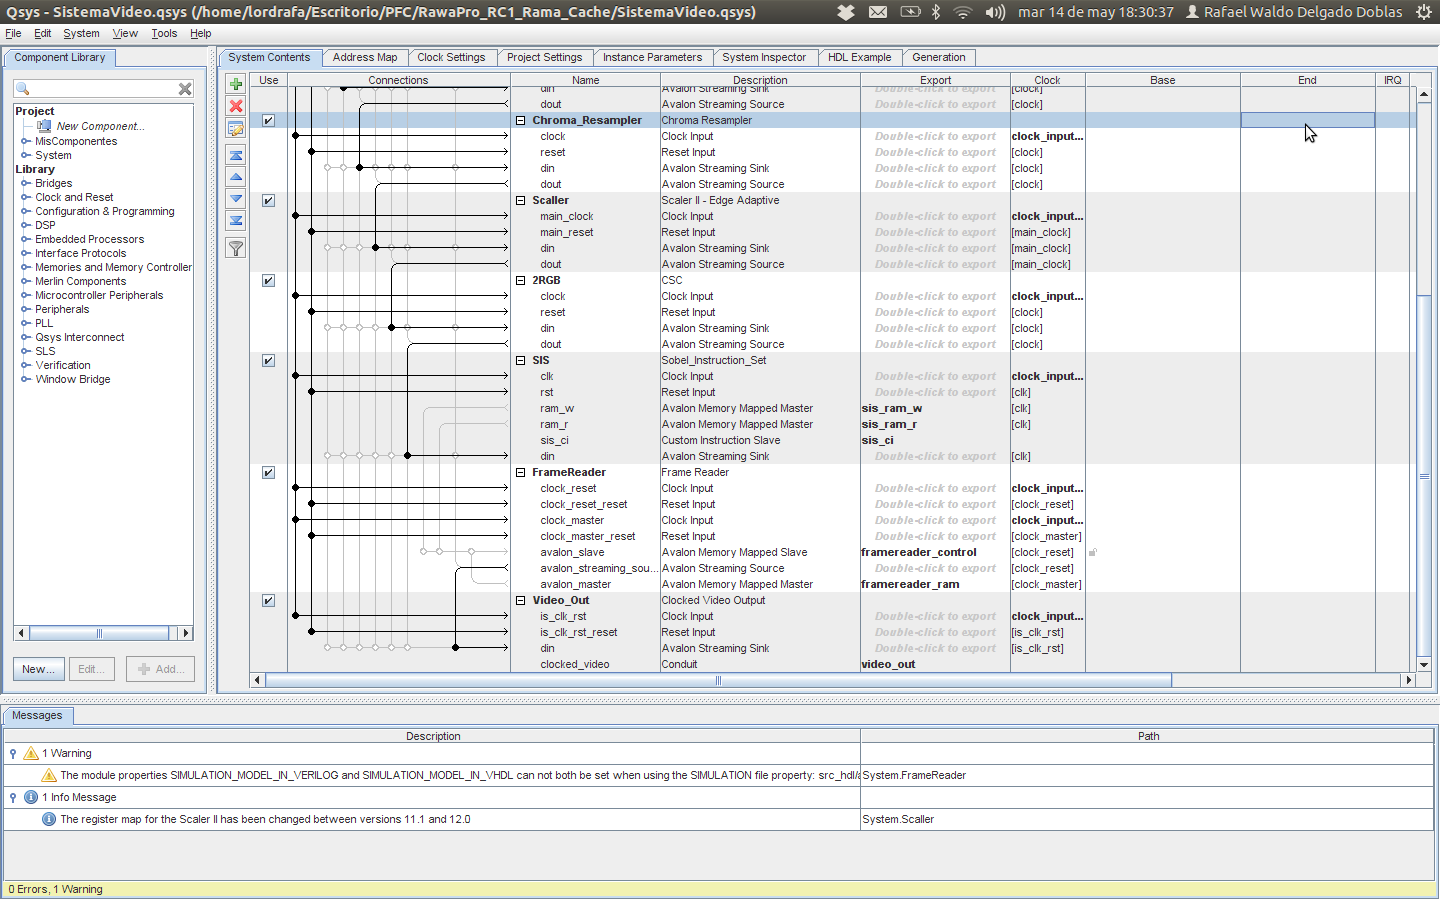 Qsys - SistemaVideo.qsys (/home/lordrafa/Escritorio/PFC/RawaPro_RC1_Rama_Cache/SistemaVideo.qsys)
mar 14 de may 18:30:37 Rafael Waldo Delgado Doblas
File Edit System View Tools Help
Component Library
Project
New Component...
MisComponentes
System
Library
Bridges
Clock and Reset
Configuration & Programming
DSP
Embedded Processors
Interface Protocols
Memories and Memory Controller
Merlin Components
Microcontroller Peripherals
Peripherals
PLL
Qsys Interconnect
SLS
Verification
Window Bridge
New... Edit... Add...
System Contents Address Map Clock Settings Project Settings Instance Parameters System Inspector HDL Example Generation
Use Connections Name Description Export Clock Base End IRQ
din Avalon Streaming Sink Double-click to export [clock]
dout Avalon Streaming Source Double-click to export [clock]
Chroma_Resampler Chroma Resampler
clock Clock Input Double-click to export clock_input...
reset Reset Input Double-click to export [clock]
din Avalon Streaming Sink Double-click to export [clock]
dout Avalon Streaming Source Double-click to export [clock]
Scaller Scaler II - Edge Adaptive
main_clock Clock Input Double-click to export clock_input...
main_reset Reset Input Double-click to export [main_clock]
din Avalon Streaming Sink Double-click to export [main_clock]
dout Avalon Streaming Source Double-click to export [main_clock]
2RGB CSC
clock Clock Input Double-click to export clock_input...
reset Reset Input Double-click to export [clock]
din Avalon Streaming Sink Double-click to export [clock]
dout Avalon Streaming Source Double-click to export [clock]
SIS Sobel_Instruction_Set
clk Clock Input Double-click to export clock_input...
rst Reset Input Double-click to export [clk]
ram_w Avalon Memory Mapped Master sis_ram_w [clk]
ram_r Avalon Memory Mapped Master sis_ram_r [clk]
sis_ci Custom Instruction Slave sis_ci
din Avalon Streaming Sink Double-click to export [clk]
FrameReader Frame Reader
clock_reset Clock Input Double-click to export clock_input...
clock_reset_reset Reset Input Double-click to export [clock_reset]
clock_master Clock Input Double-click to export clock_input...
clock_master_reset Reset Input Double-click to export [clock_master]
avalon_slave Avalon Memory Mapped Slave framereader_control [clock_reset]
avalon_streaming_sou... Avalon Streaming Source Double-click to export [clock_reset]
avalon_master Avalon Memory Mapped Master framereader_ram [clock_master]
Video_Out Clocked Video Output
is_clk_rst Clock Input Double-click to export clock_input...
is_clk_rst_reset Reset Input Double-click to export [is_clk_rst]
din Avalon Streaming Sink Double-click to export [is_clk_rst]
clocked_video Conduit video_out
Messages
Description Path
1 Warning
The module properties SIMULATION_MODEL_IN_VERILOG and SIMULATION_MODEL_IN_VHDL can not both be set when using the SIMULATION file property: src_hdl/a System.FrameReader
1 Info Message
The register map for the Scaler II has been changed between versions 11.1 and 12.0 System.Scaller
0 Errors, 1 Warning